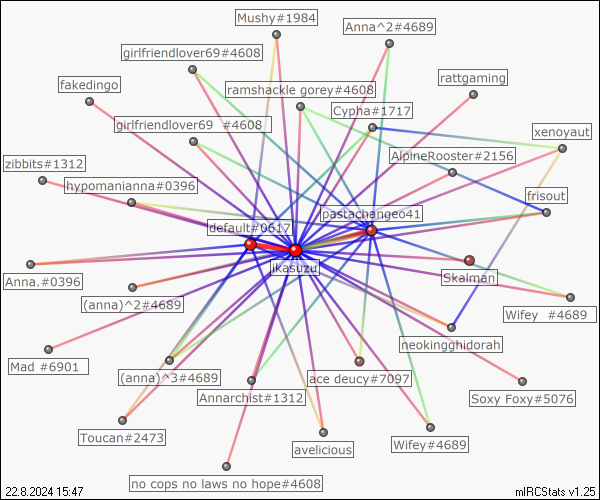 Mushy#1984
Anna^2#4689
girlfriendlover69#4608
rattgaming
fakedingo
ramshackle gorey#4608
Cypha#1717
girlfriendlover69 #4608
xenoyaut
AlpineRooster#2156
zibbits#1312
hypomanianna#0396
frisout
pastachangeo41
default#0617
jkasuzu
Skalman
Anna.#0396
(anna)^2#4689
Wifey #4689
neokingghidorah
Mad #6901
(anna)^3#4689
ace deucy#7097
Annarchist#1312
Soxy Foxy#5076
Toucan#2473
avelicious
Wifey#4689
no cops no laws no hope#4608
22.8.2024 15:47
mIRCStats v1.25